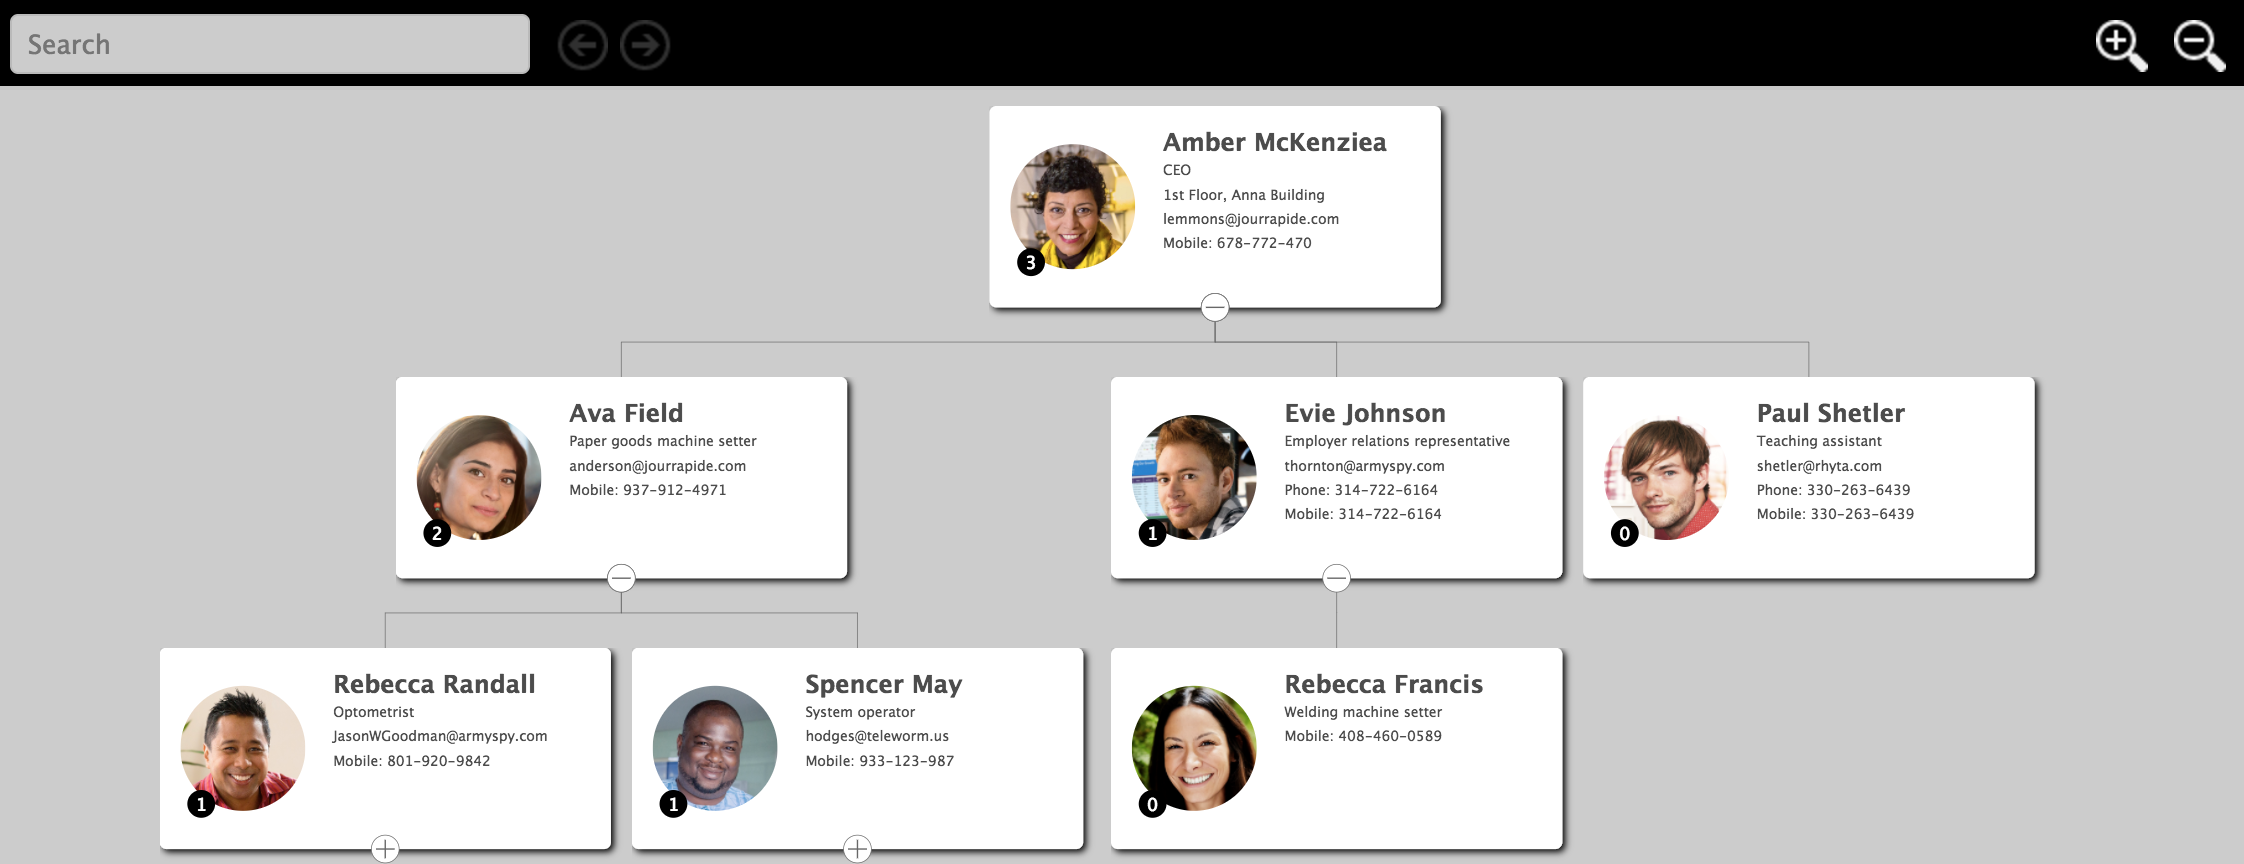 Search
Amber McKenziea
CEO
1st Floor, Anna Building
lemmons@jourrapide.com
Mobile: 678-772-470
3
Ava Field
Paper goods machine setter
anderson@jourrapide.com
Mobile: 937-912-4971
2
Evie Johnson
Employer relations representative
thornton@armyspy.com
Phone: 314-722-6164
Mobile: 314-722-6164
1
Paul Shetler
Teaching assistant
shetler@rhyta.com
Phone: 330-263-6439
Mobile: 330-263-6439
0
Rebecca Randall
Optometrist
JasonWGoodman@armyspy.com
Mobile: 801-920-9842
1
Spencer May
System operator
hodges@teleworm.us
Mobile: 933-123-987
1
Rebecca Francis
Welding machine setter
Mobile: 408-460-0589
0